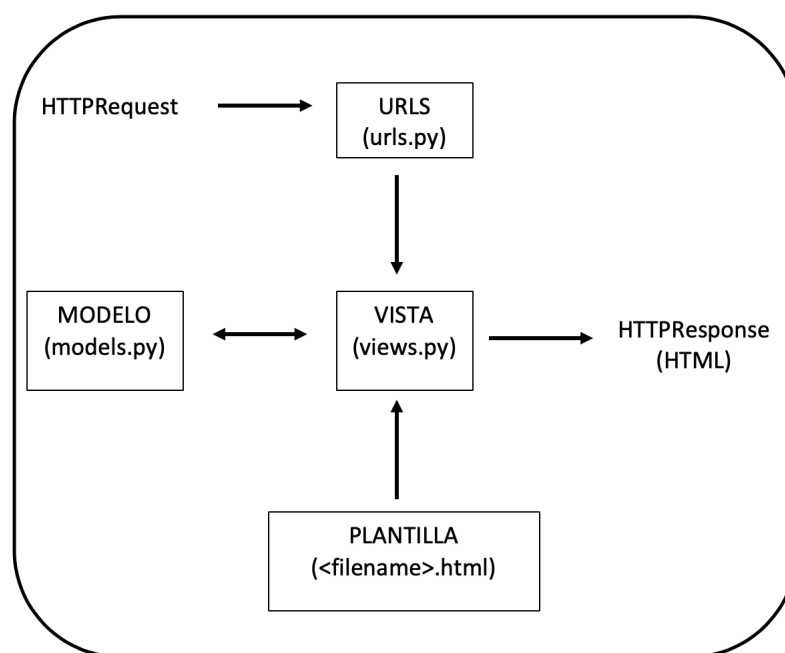 HTTPRequest
URLS
(urls.py)
MODELO
(models.py)
VISTA
(views.py)
HTTPResponse
(HTML)
PLANTILLA
(<filename>.html)